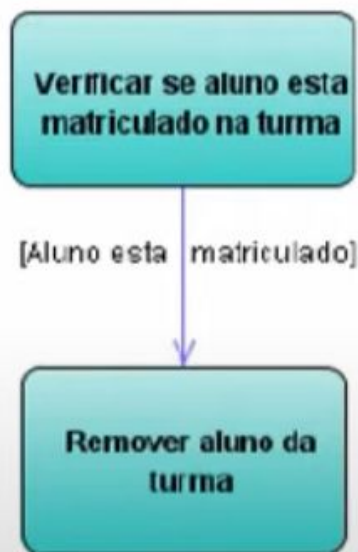 Verificar se aluno esta
matriculado na turma
[Aluno esta matriculado]
Remover aluno da
turma